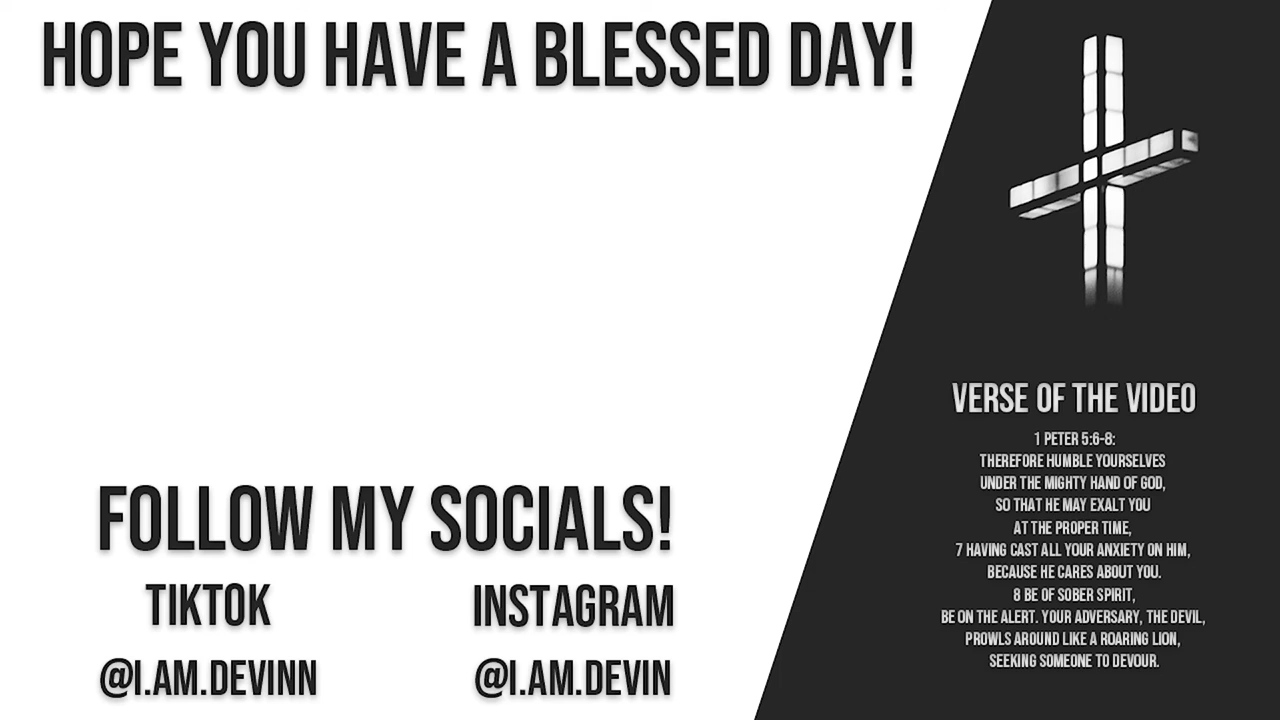 HOPE YOU HAVE A BLESSED DAY!
FOLLOW MY SOCIALS!
TIKTOK
@I.AM.DEVINN
INSTAGRAM
@I.AM.DEVIN
VERSE OF THE VIDEO
1 PETER 5:6-8:
THEREFORE HUMBLE YOURSELVES
UNDER THE MIGHTY HAND OF GOD,
SO THAT HE MAY EXALT YOU
AT THE PROPER TIME,
7 HAVING CAST ALL YOUR ANXIETY ON HIM,
BECAUSE HE CARES ABOUT YOU.
8 BE OF SOBER SPIRIT,
BE ON THE ALERT. YOUR ADVERSARY, THE DEVIL,
PROWLS AROUND LIKE A ROARING LION,
SEEKING SOMEONE TO DEVOUR.